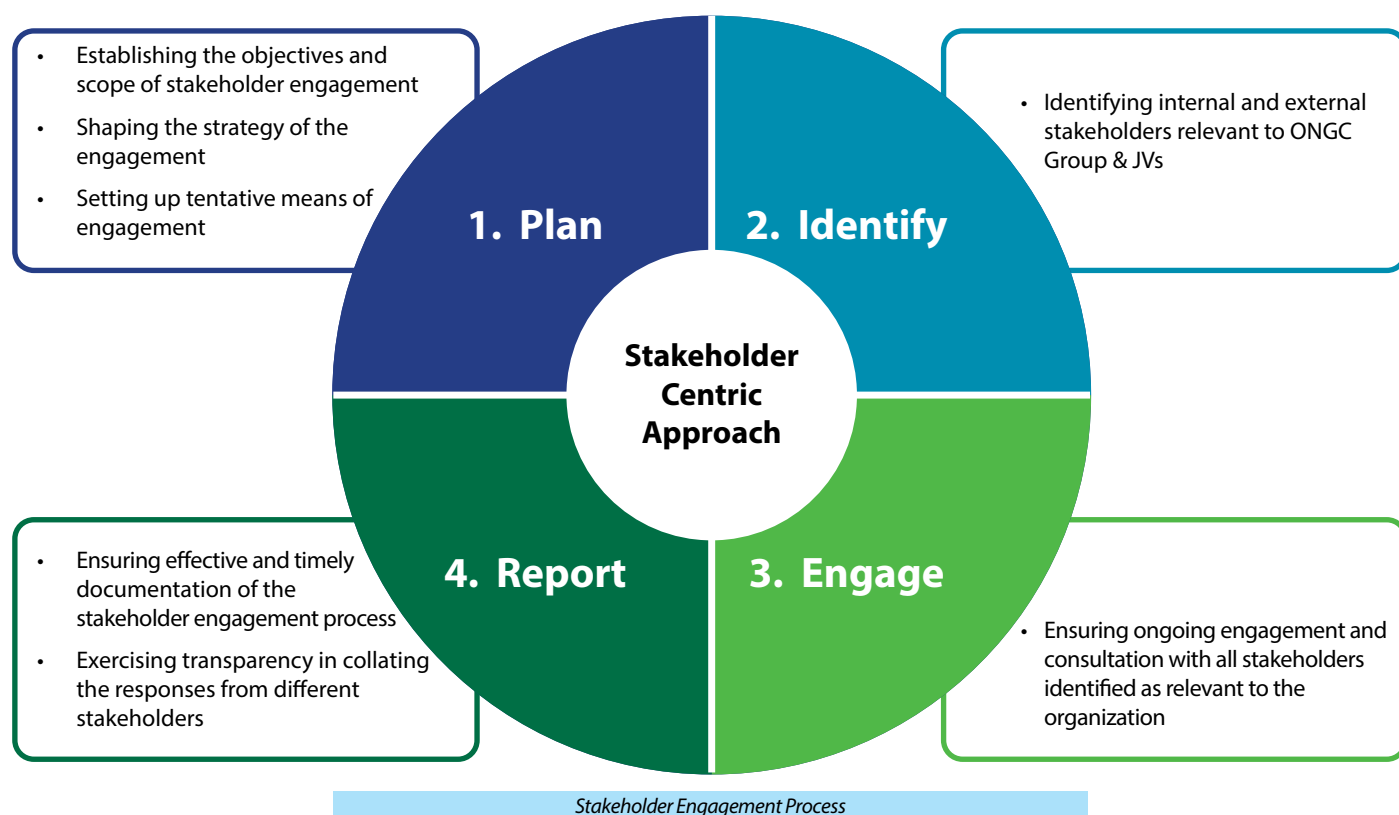 • Establishing the objectives and
scope of stakeholder engagement
• Shaping the strategy of the
engagement
• Setting up tentative means of
engagement
1. Plan
2. Identify
• Identifying internal and external
stakeholders relevant to ONGC
Group & JVs
Stakeholder
Centric
Approach
• Ensuring effective and timely
documentation of the
stakeholder engagement process
• Exercising transparency in collating
the responses from different
stakeholders
4. Report
3. Engage
• Ensuring ongoing engagement and
consultation with all stakeholders
identified as relevant to the
organization
Stakeholder Engagement Process